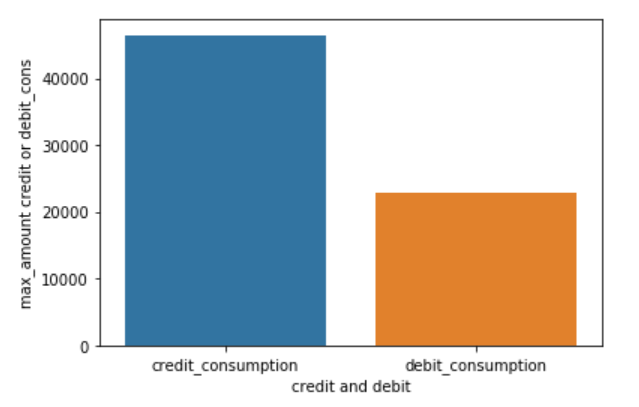 max_amount credit or debit_cons
40000
30000
20000
10000
0
credit_consumption
debit_consumption
credit and debit